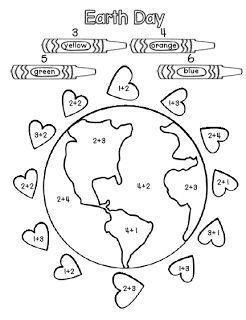 Earth Day
3 4
yellow orange
5 6
green blue
1+2
2+2 1+3
3+2 2+3 2+4
2+3
2+2 2+4 4+2 2+3 1+2
4+1
1+3 3+1
2+2 1+3
2+3